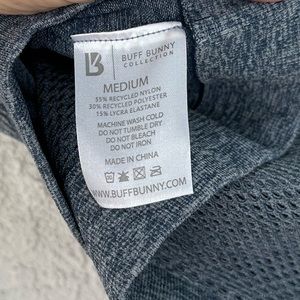 B
BUFF BUNNY
COLLECTION
MEDIUM
55% RECYCLED NYLON
30% RECYCLED POLYESTER
15% LYCRA ELASTANE
MACHINE WASH COLD
DO NOT TUMBLE DRY
DO NOT BLEACH
DO NOT IRON
MADE IN CHINA
WWW.BUFFBUNNY.COM